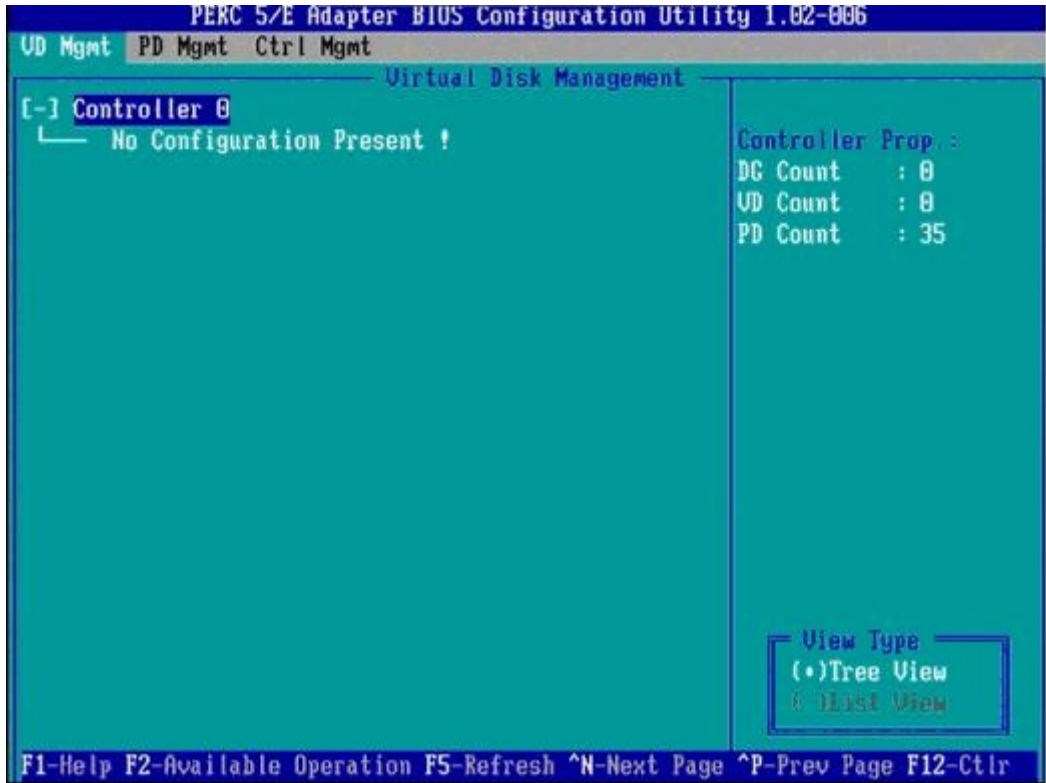 PERC 5/E Adapter BIOS Configuration Utility 1.02-006
VD Mgmt PD Mgmt Ctrl Mgmt
Virtual Disk Management
[-] Controller 0
No Configuration Present !
Controller Prop.:
DG Count : 0
VD Count : 0
PD Count : 35
View Type
(•)Tree View
( )List View
F1-Help F2-Available Operation F5-Refresh ^N-Next Page ^P-Prev Page F12-Ctlr